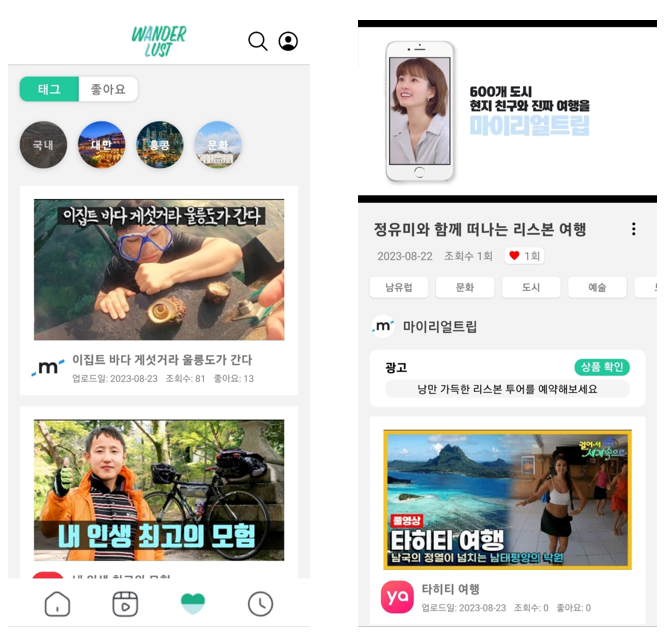 WANDER
LUST
태그 좋아요
국내 대만 홍콩 문화
이집트 바다 게섯거라 울릉도가 간다
m
이집트 바다 게섯거라 울릉도가 간다
업로드일: 2023-08-23 조회수: 81 좋아요: 13
내 인생 최고의 모험
내 인생 최고의 모험
600개 도시
현지 친구와 진짜 여행을
마이리얼트립
정유미와 함께 떠나는 리스본 여행
2023-08-22 조회수 1회 1회
남유럽 문화 도시 예술
m 마이리얼트립
광고 상품 확인
낭만 가득한 리스본 투어를 예약해보세요
걸어서
세계속으로
풀영상
타히티 여행
남국의 정열이 넘치는 남태평양의 낙원
ya
타히티 여행
업로드일: 2023-08-23 조회수: 0 좋아요: 0